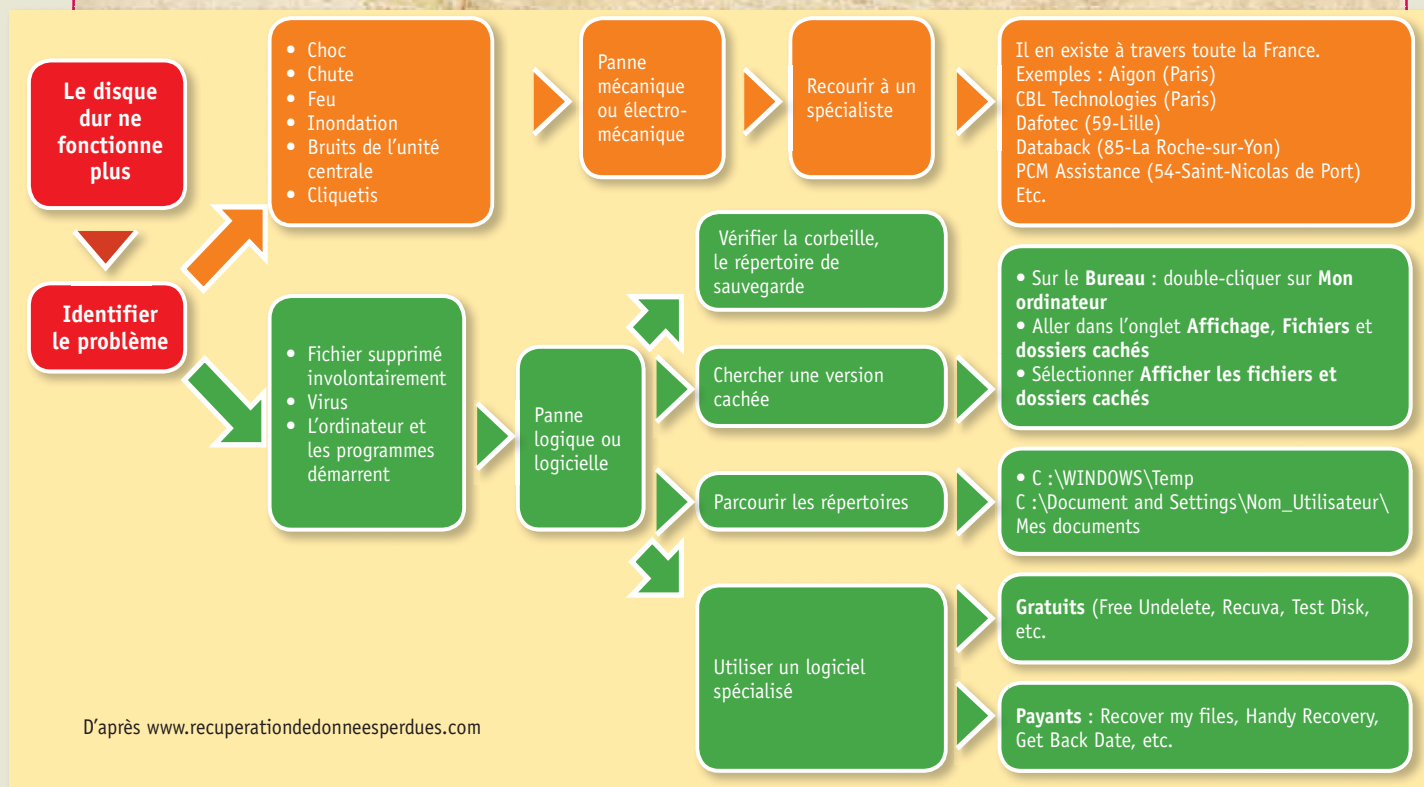 Le disque
dur ne
fonctionne
plus
Identifier
le problème
• Choc
• Chute
• Feu
• Inondation
• Bruits de l'unité
centrale
• Cliquetis
Panne
mécanique
ou électro-
mécanique
Recourir à un
spécialiste
Il en existe à travers toute la France.
Exemples : Aigon (Paris)
CBL Technologies (Paris)
Dafotec (59-Lille)
Databack (85-La Roche-sur-Yon)
PCM Assistance (54-Saint-Nicolas de Port)
Etc.
• Fichier supprimé
involontairement
• Virus
• L'ordinateur et
les programmes
démarrent
Panne
logique ou
logicielle
Vérifier la corbeille,
le répertoire de
sauvegarde
Chercher une version
cachée
• Sur le Bureau : double-cliquer sur Mon
ordinateur
• Aller dans l'onglet Affichage, Fichiers et
dossiers cachés
• Sélectionner Afficher les fichiers et
dossiers cachés
Parcourir les répertoires
• C :\WINDOWS\Temp
C :\Document and Settings\Nom_Utilisateur\
Mes documents
Utiliser un logiciel
spécialisé
Gratuits (Free Undelete, Recuva, Test Disk,
etc.
Payants : Recover my files, Handy Recovery,
Get Back Date, etc.
D'après www.recuperationdedonneesperdues.com